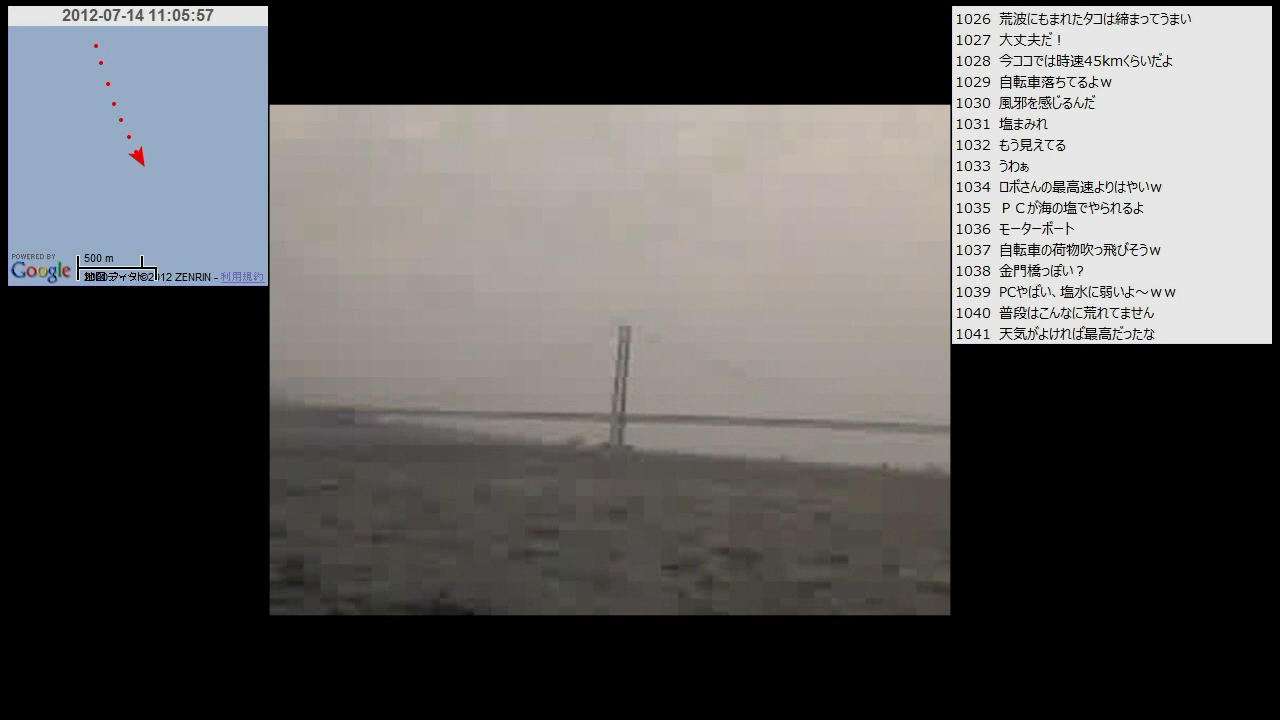 2012-07-14 11:05:57
POWERED BY
Google
500 m
地図データ ©2012 ZENRIN - 利用規約
1026 荒波にもまれたタコは締まってうまい
1027 大丈夫だ!
1028 今ココでは時速45kmくらいだよ
1029 自転車落ちてるよw
1030 風邪を感じるんだ
1031 塩まみれ
1032 もう見えてる
1033 うわぁ
1034 ロボさんの最高速よりはやいw
1035 PCが海の塩でやられるよ
1036 モーターボート
1037 自転車の荷物吹っ飛びそうw
1038 金門橋っぽい?
1039 PCやばい、塩水に弱いよ~ww
1040 普段はこんなに荒れてません
1041 天気がよければ最高だったな